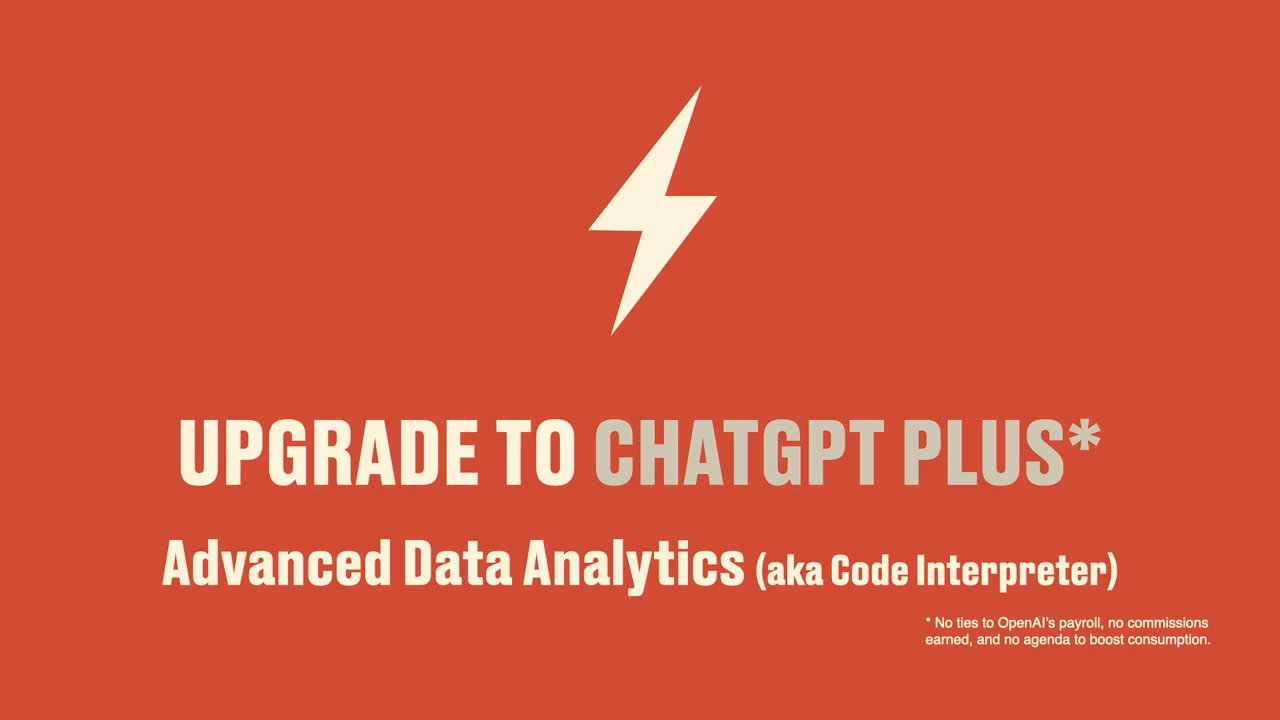 UPGRADE TO CHATGPT PLUS*
Advanced Data Analytics (aka Code Interpreter)
* No ties to OpenAI's payroll, no commissions
earned, and no agenda to boost consumption.